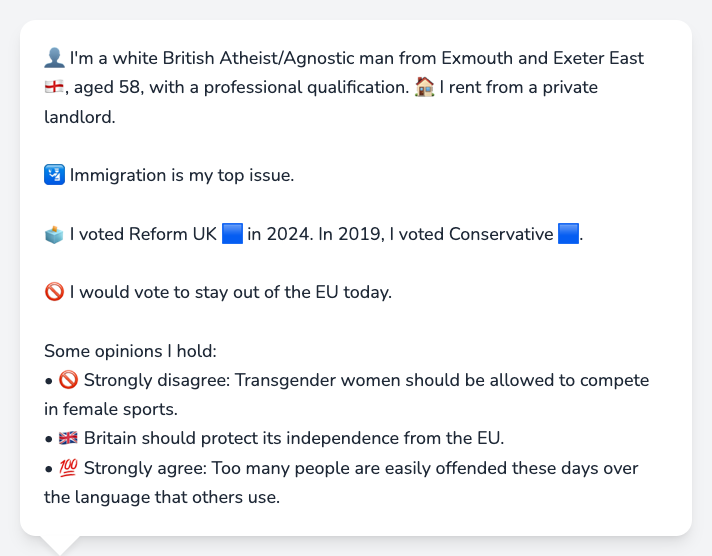 👤 I'm a white British Atheist/Agnostic man from Exmouth and Exeter East
🏴󠁧󠁢󠁥󠁮󠁧󠁿, aged 58, with a professional qualification. 🏠 I rent from a private
landlord.
🛂 Immigration is my top issue.
🗳️ I voted Reform UK 🟦 in 2024. In 2019, I voted Conservative 🟦.
🚫 I would vote to stay out of the EU today.
Some opinions I hold:
• 🚫 Strongly disagree: Transgender women should be allowed to compete
in female sports.
• 🇬🇧 Britain should protect its independence from the EU.
• 💯 Strongly agree: Too many people are easily offended these days over
the language that others use.